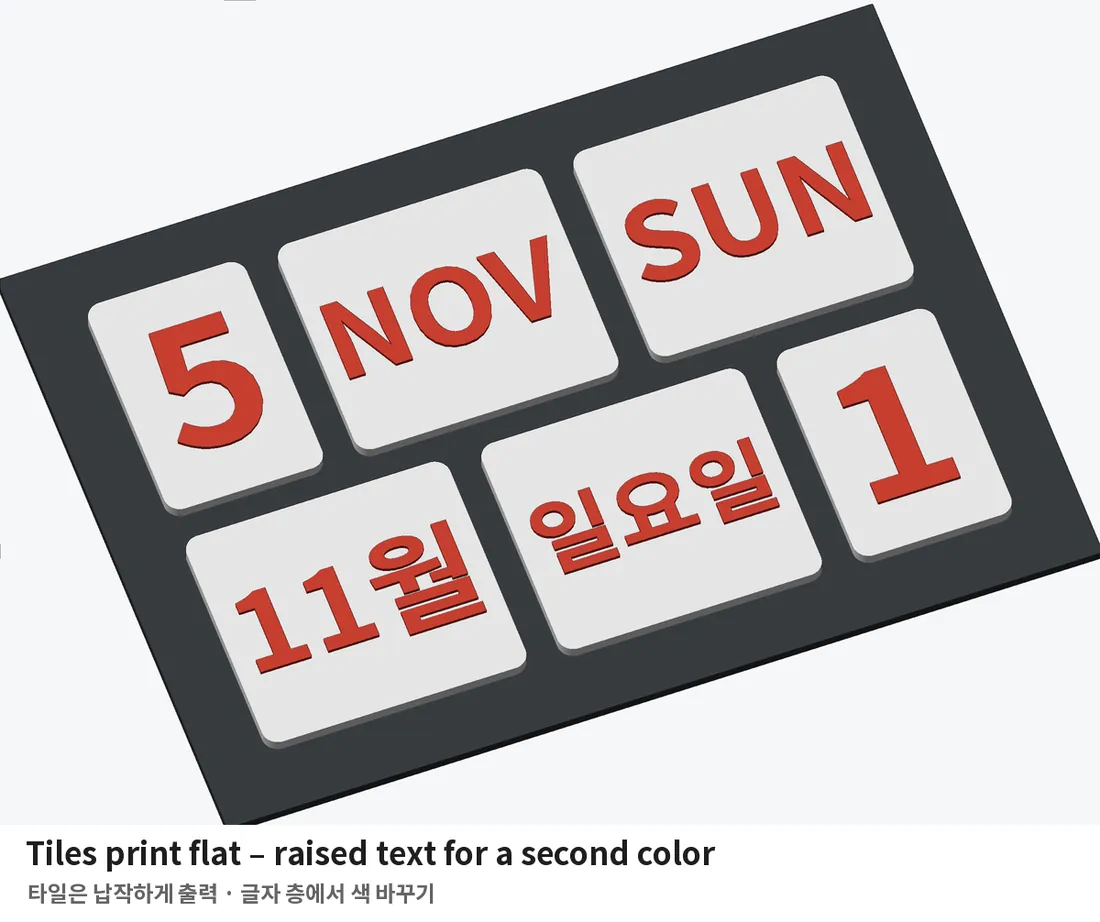 5 NOV SUN
11월 일요일 1
Tiles print flat – raised text for a second color
타일은 납작하게 출력 · 글자 층에서 색 바꾸기